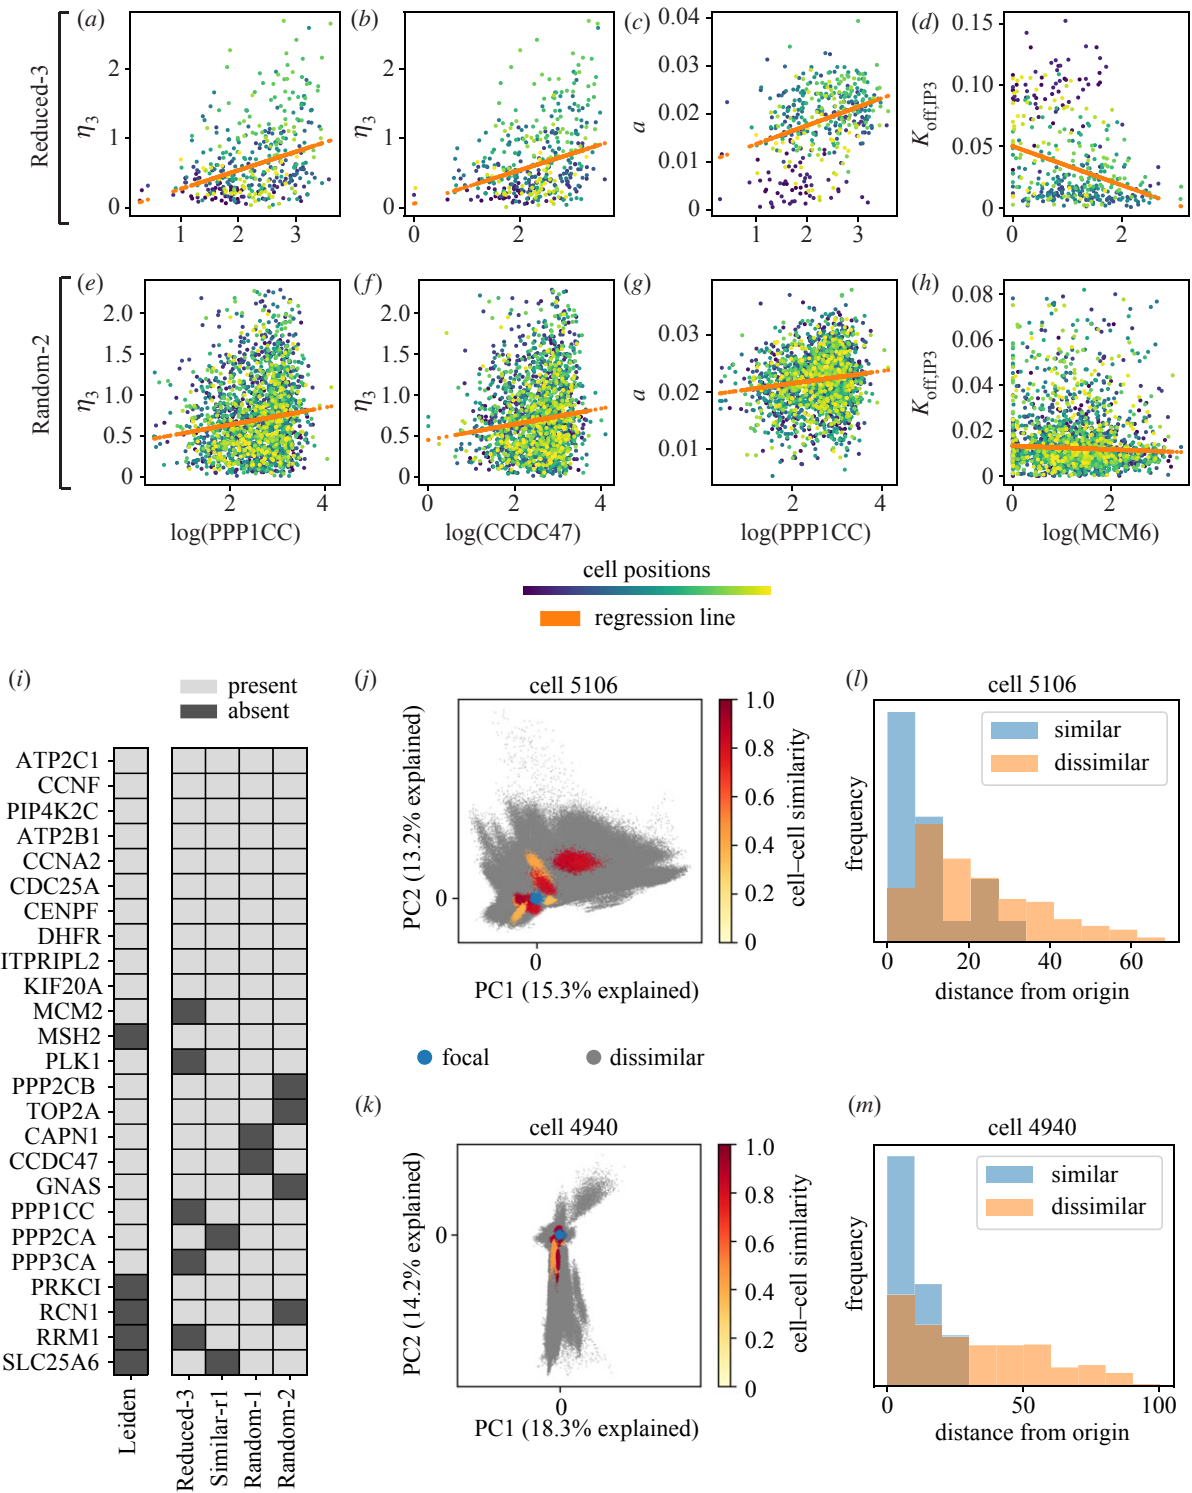 Reduced-3
(a)
η3
2
1
0
1 2 3
(b)
η3
2
1
0
0 2
(c)
a
0.04
0.03
0.02
0.01
0
1 2 3
(d)
Koff,IP3
0.15
0.10
0.05
0
0 2
Random-2
(e)
η3
2.0
1.5
1.0
0.5
0
2 4
log(PPP1CC)
(f)
η3
2.0
1.5
1.0
0.5
0
0 2 4
log(CCDC47)
(g)
a
0.03
0.02
0.01
2 4
log(PPP1CC)
(h)
Koff,IP3
0.08
0.06
0.04
0.02
0
0 2
log(MCM6)
cell positions
regression line
(i)
present
absent
ATP2C1
CCNF
PIP4K2C
ATP2B1
CCNA2
CDC25A
CENPF
DHFR
ITPRIPL2
KIF20A
MCM2
MSH2
PLK1
PPP2CB
TOP2A
CAPN1
CCDC47
GNAS
PPP1CC
PPP2CA
PPP3CA
PRKCI
RCN1
RRM1
SLC25A6
Leiden
Reduced-3
Similar-r1
Random-1
Random-2
(j)
cell 5106
PC2 (13.2% explained)
0
0
PC1 (15.3% explained)
1.0
0.8
0.6
0.4
0.2
0
cell–cell similarity
(l)
cell 5106
similar
dissimilar
frequency
0 20 40 60
distance from origin
focal
dissimilar
(k)
cell 4940
PC2 (14.2% explained)
0
0
PC1 (18.3% explained)
1.0
0.8
0.6
0.4
0.2
0
cell–cell similarity
(m)
cell 4940
similar
dissimilar
frequency
0 50 100
distance from origin